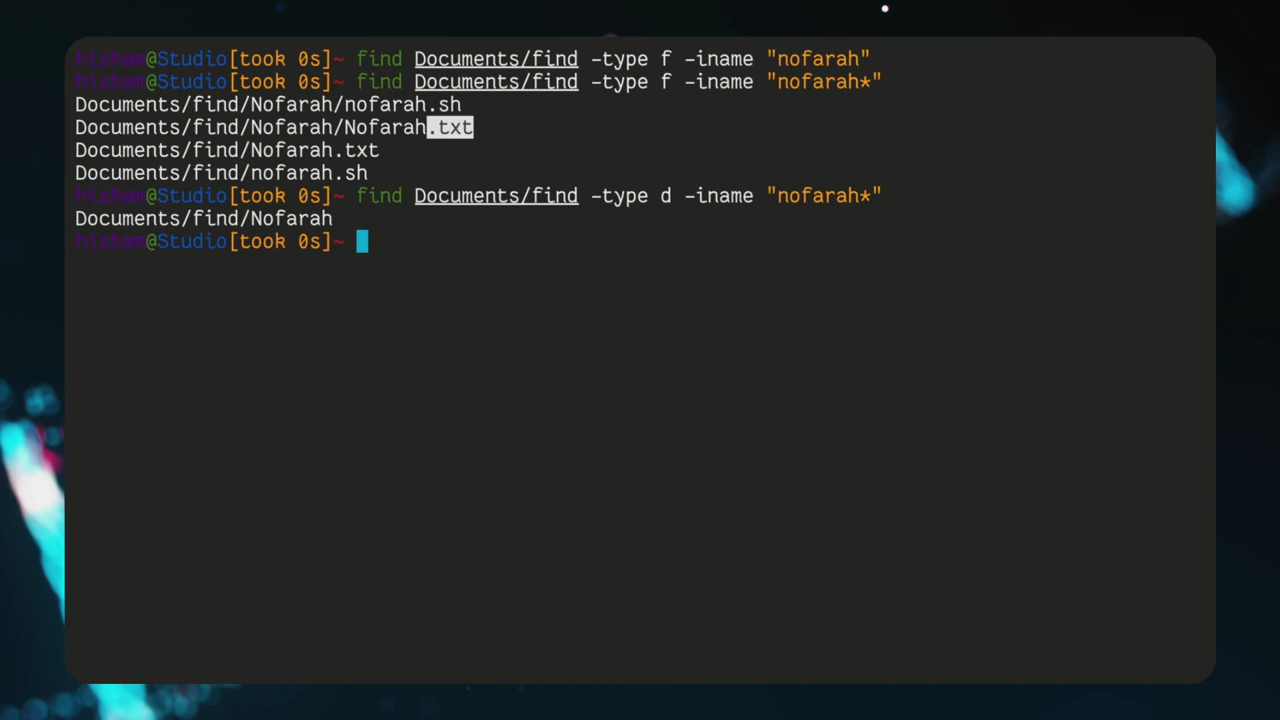 hisham@Studio[took 0s]~ find Documents/find -type f -iname "nofarah"
hisham@Studio[took 0s]~ find Documents/find -type f -iname "nofarah*"
Documents/find/Nofarah/nofarah.sh
Documents/find/Nofarah/Nofarah.txt
Documents/find/Nofarah.txt
Documents/find/nofarah.sh
hisham@Studio[took 0s]~ find Documents/find -type d -iname "nofarah*"
Documents/find/Nofarah
hisham@Studio[took 0s]~